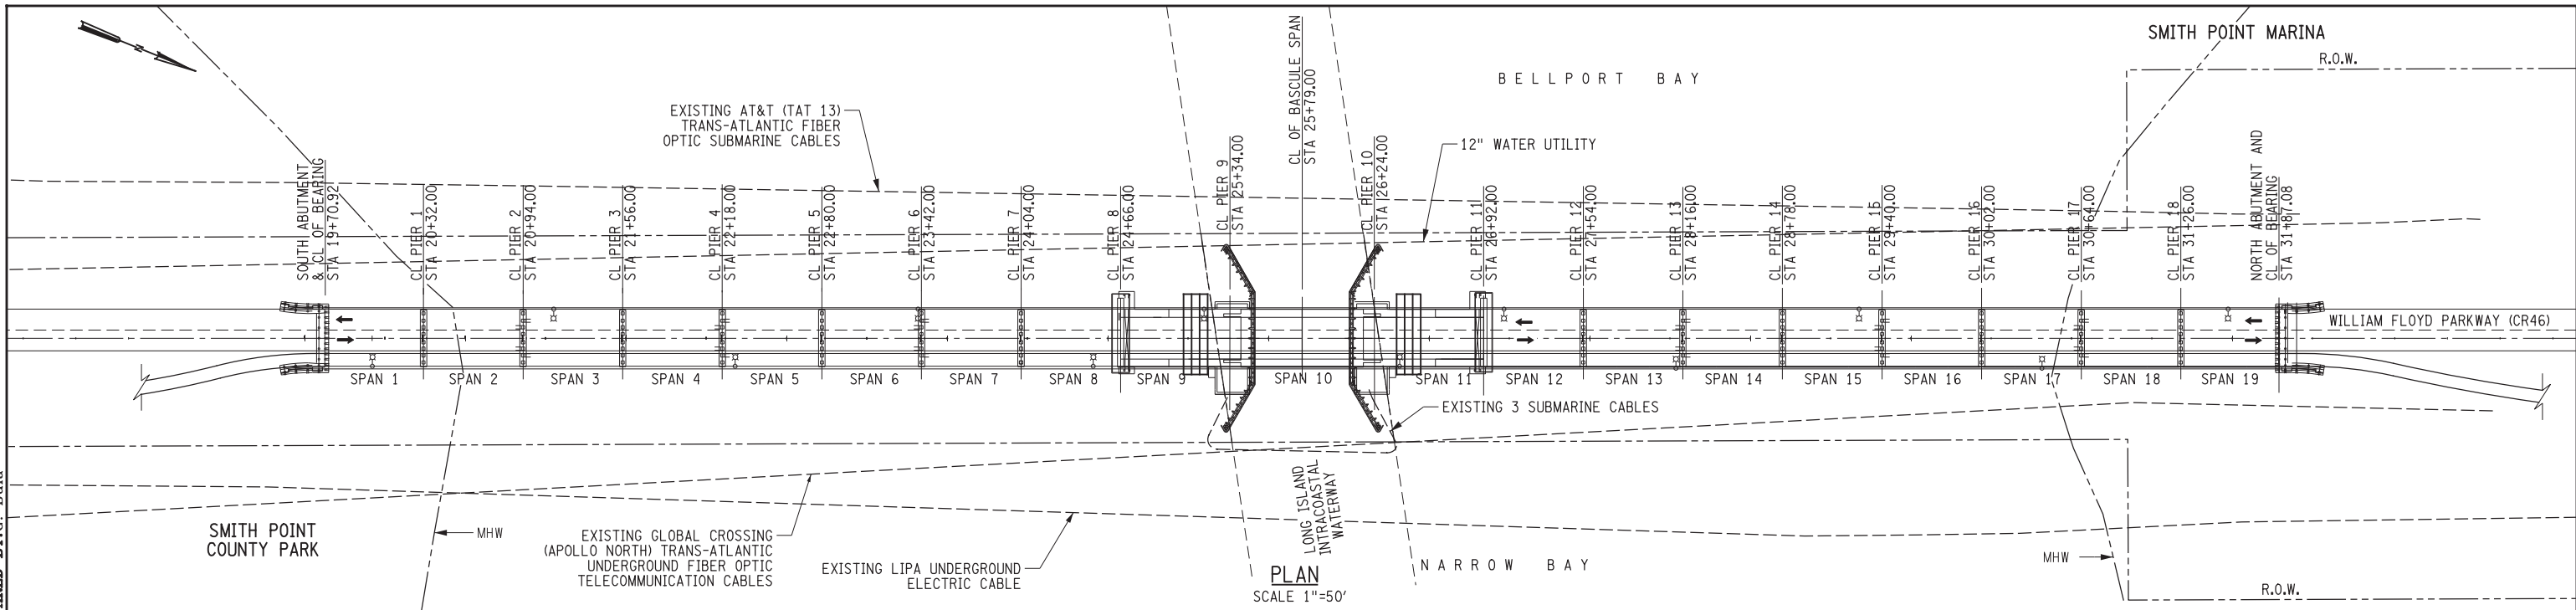 SMITH POINT MARINA
R.O.W.
BELLPORT BAY
N
EXISTING AT&T (TAT 13)
TRANS-ATLANTIC FIBER
OPTIC SUBMARINE CABLES
12" WATER UTILITY
SOUTH ABUTMENT
& CL OF BEARING
STA 19+70.92
CL PIER 1
STA 20+32.00
CL PIER 2
STA 20+94.00
CL PIER 3
STA 21+56.00
CL PIER 4
STA 22+18.00
CL PIER 5
STA 22+80.00
CL PIER 6
STA 23+42.00
CL PIER 7
STA 24+04.00
CL PIER 8
STA 24+66.00
CL PIER 9
STA 25+34.00
CL OF BASCULE SPAN
STA 25+79.00
CL PIER 10
STA 26+24.00
CL PIER 11
STA 26+92.00
CL PIER 12
STA 27+54.00
CL PIER 13
STA 28+16.00
CL PIER 14
STA 28+78.00
CL PIER 15
STA 29+40.00
CL PIER 16
STA 30+02.00
CL PIER 17
STA 30+64.00
CL PIER 18
STA 31+26.00
NORTH ABUTMENT AND
CL OF BEARING
STA 31+87.08
WILLIAM FLOYD PARKWAY (CR46)
SPAN 1
SPAN 2
SPAN 3
SPAN 4
SPAN 5
SPAN 6
SPAN 7
SPAN 8
SPAN 9
SPAN 10
SPAN 11
SPAN 12
SPAN 13
SPAN 14
SPAN 15
SPAN 16
SPAN 17
SPAN 18
SPAN 19
EXISTING 3 SUBMARINE CABLES
SMITH POINT
COUNTY PARK
MHW
EXISTING GLOBAL CROSSING
(APOLLO NORTH) TRANS-ATLANTIC
UNDERGROUND FIBER OPTIC
TELECOMMUNICATION CABLES
EXISTING LIPA UNDERGROUND
ELECTRIC CABLE
LONG ISLAND
INTRACOASTAL
WATERWAY
PLAN
SCALE 1"=50'
NARROW BAY
MHW
R.O.W.